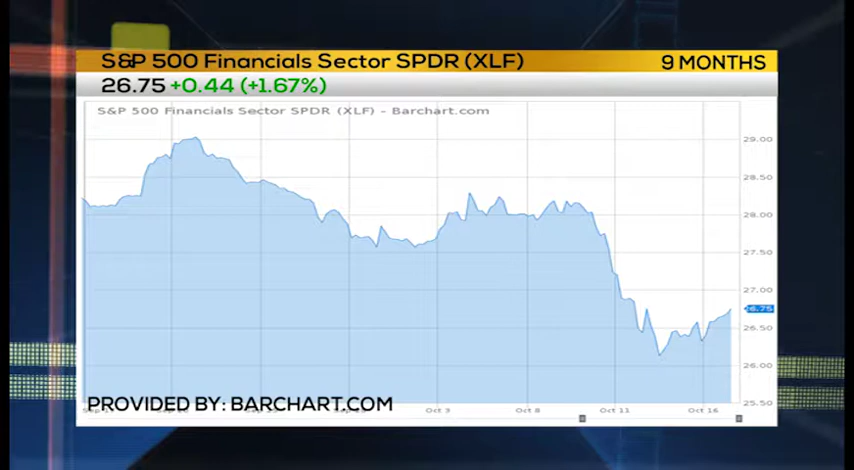 S&P 500 Financials Sector SPDR (XLF) 9 MONTHS
26.75 +0.44 (+1.67%)
S&P 500 Financials Sector SPDR (XLF) - Barchart.com
29.00
28.50
28.00
27.50
27.00
26.75
26.50
26.00
25.50
PROVIDED BY: BARCHART.COM
Oct 3 Oct 8 Oct 11 Oct 16